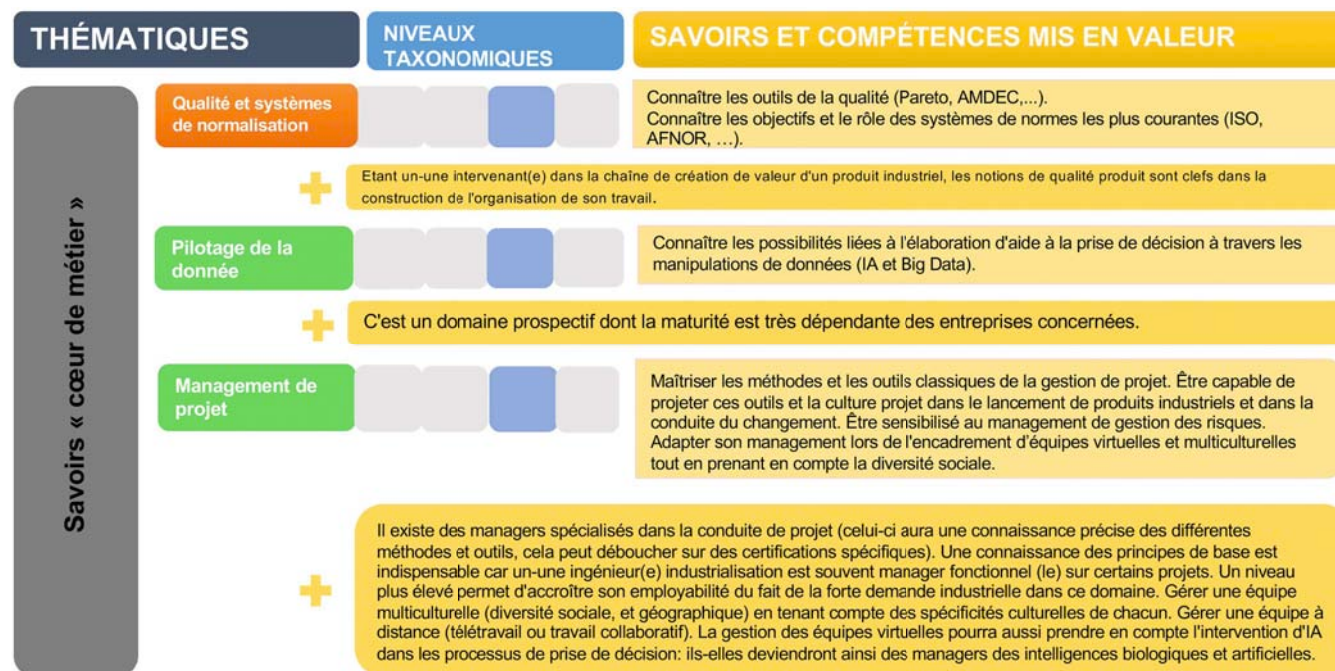 THÉMATIQUES
NIVEAUX
TAXONOMIQUES
SAVOIRS ET COMPÉTENCES MIS EN VALEUR
Savoirs « cœur de métier »
Qualité et systèmes
de normalisation
Connaître les outils de la qualité (Pareto, AMDEC,...).
Connaître les objectifs et le rôle des systèmes de normes les plus courantes (ISO,
AFNOR, …).
Etant un-une intervenant(e) dans la chaîne de création de valeur d'un produit industriel, les notions de qualité produit sont clefs dans la
construction de l'organisation de son travail.
Pilotage de la
donnée
Connaître les possibilités liées à l'élaboration d'aide à la prise de décision à travers les
manipulations de données (IA et Big Data).
C'est un domaine prospectif dont la maturité est très dépendante des entreprises concernées.
Management de
projet
Maîtriser les méthodes et les outils classiques de la gestion de projet. Être capable de
projeter ces outils et la culture projet dans le lancement de produits industriels et dans la
conduite du changement. Être sensibilisé au management de gestion des risques.
Adapter son management lors de l'encadrement d'équipes virtuelles et multiculturelles
tout en prenant en compte la diversité sociale.
Il existe des managers spécialisés dans la conduite de projet (celui-ci aura une connaissance précise des différentes
méthodes et outils, cela peut déboucher sur des certifications spécifiques). Une connaissance des principes de base est
indispensable car un-une ingénieur(e) industrialisation est souvent manager fonctionnel (le) sur certains projets. Un niveau
plus élevé permet d'accroître son employabilité du fait de la forte demande industrielle dans ce domaine. Gérer une équipe
multiculturelle (diversité sociale, et géographique) en tenant compte des spécificités culturelles de chacun. Gérer une équipe à
distance (télétravail ou travail collaboratif). La gestion des équipes virtuelles pourra aussi prendre en compte l'intervention d'IA
dans les processus de prise de décision: ils-elles deviendront ainsi des managers des intelligences biologiques et artificielles.